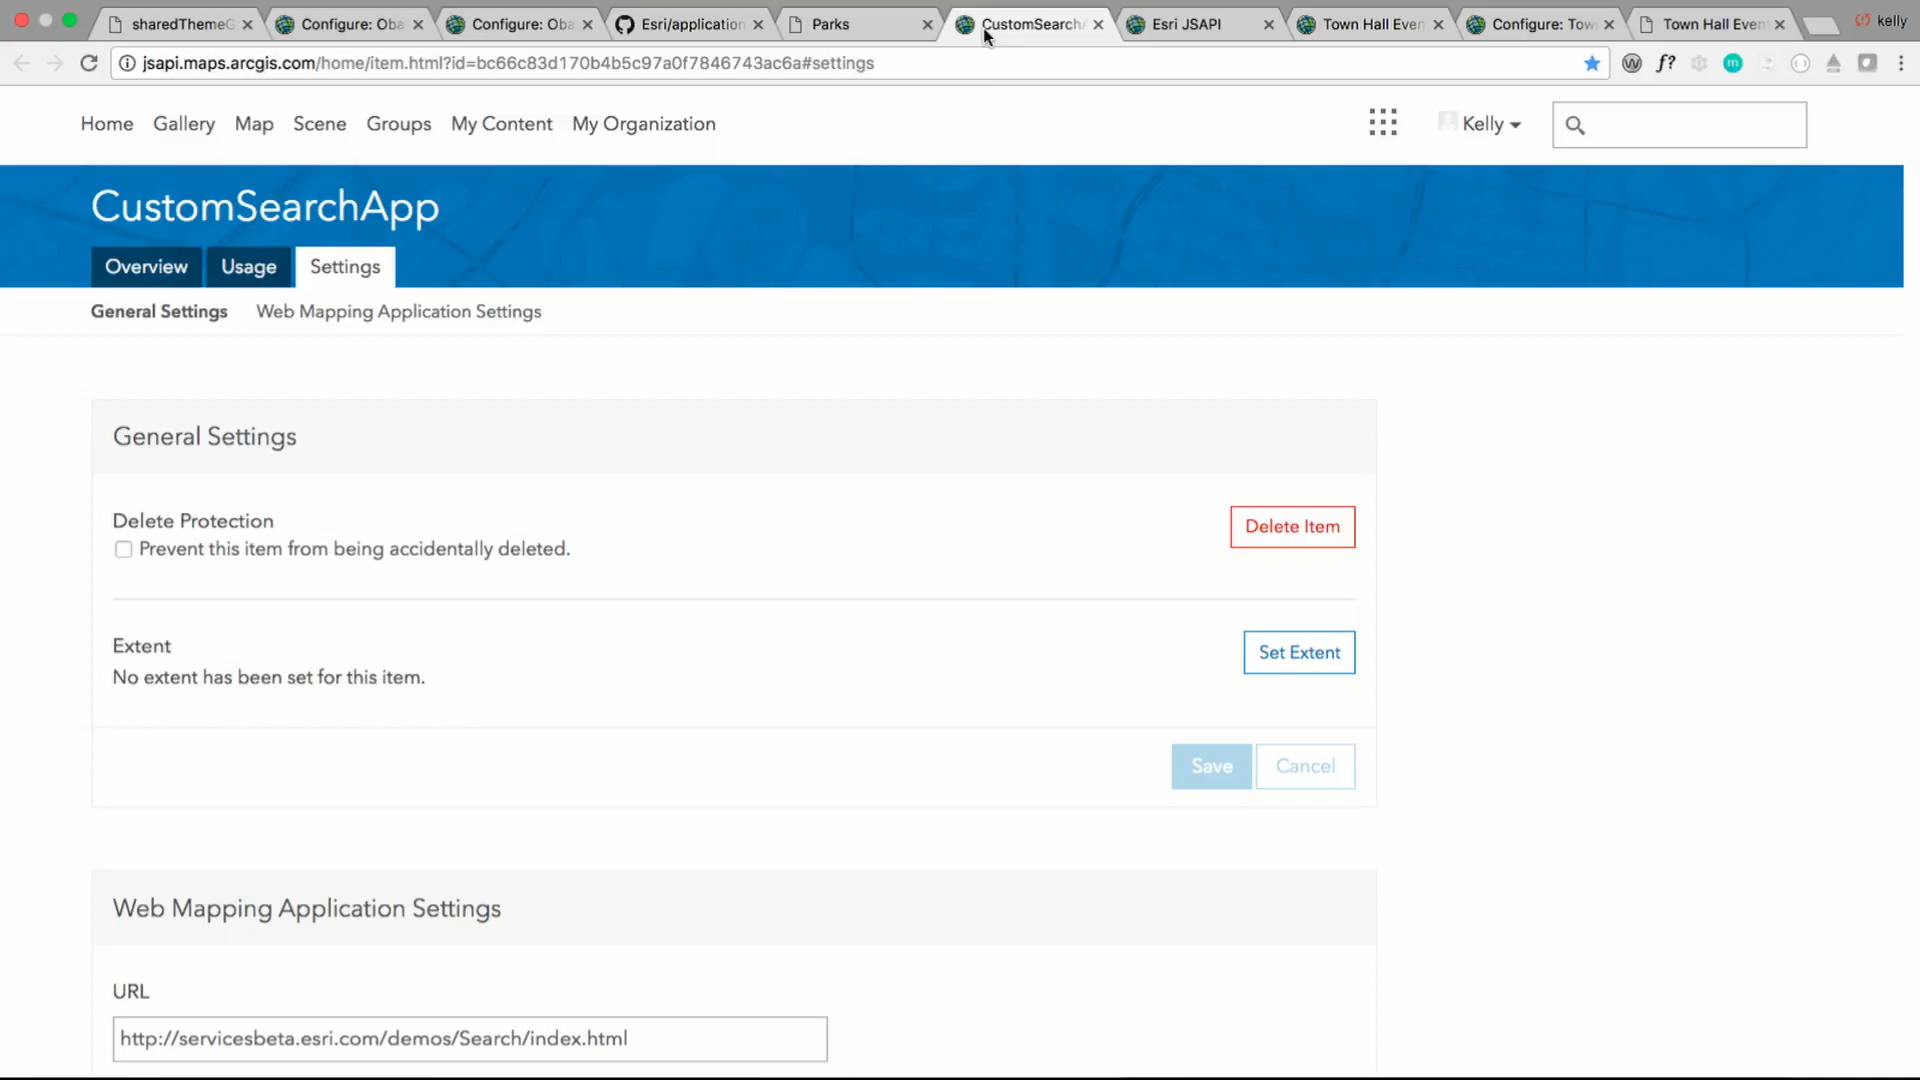 sharedThemeG
Configure: Oba
Configure: Oba
Esri/application
Parks
CustomSearchA
Esri JSAPI
Town Hall Even
Configure: Town
Town Hall Even
kelly
jsapi.maps.arcgis.com/home/item.html?id=bc66c83d170b4b5c97a0f7846743ac6a#settings
Home Gallery Map Scene Groups My Content My Organization
Kelly
CustomSearchApp
Overview Usage Settings
General Settings Web Mapping Application Settings
General Settings
Delete Protection
Delete Item
Prevent this item from being accidentally deleted.
Extent
Set Extent
No extent has been set for this item.
Save Cancel
Web Mapping Application Settings
URL
http://servicesbeta.esri.com/demos/Search/index.html